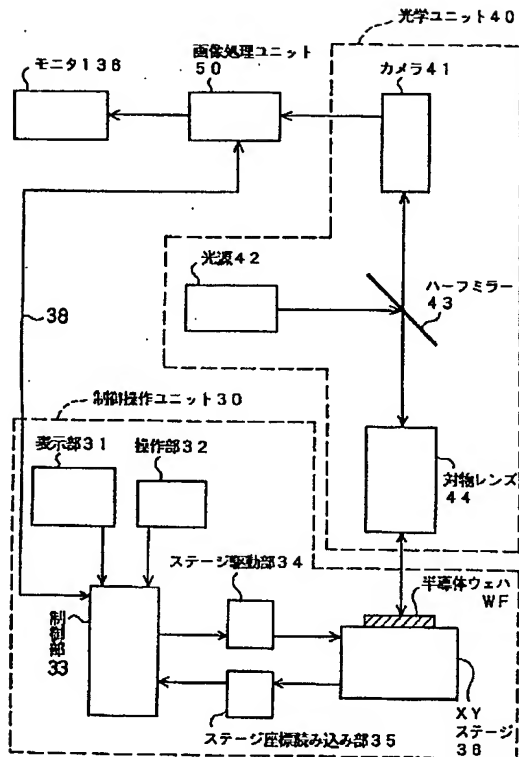 光学ユニット40
画像処理ユニット
50
モニタ136
カメラ41
光源42
ハーフミラー
43
38
制御操作ユニット30
表示部31
操作部32
対物レンズ
44
ステージ駆動部34
半導体ウェハ
WF
制御部
33
XY
ステージ
36
ステージ座標読み込み部35